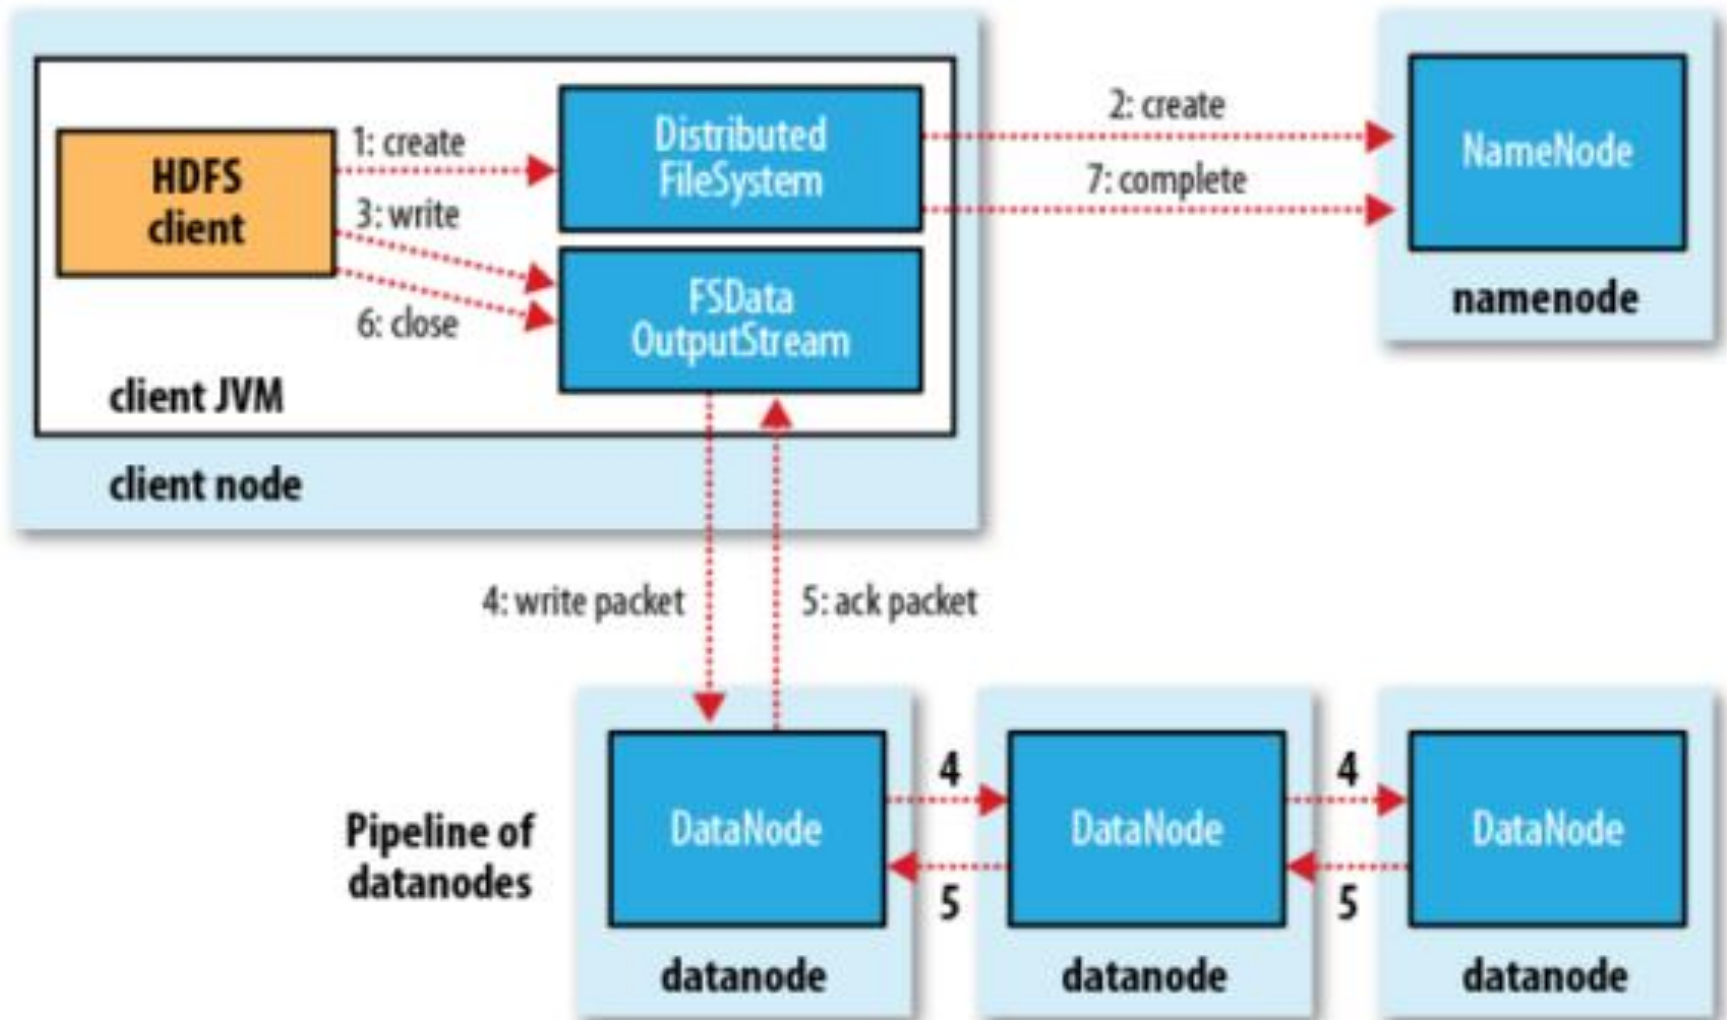 HDFS
client
1: create
3: write
6: close
Distributed
FileSystem
FSData
OutputStream
client JVM
client node
2: create
7: complete
NameNode
namenode
4: write packet
5: ack packet
Pipeline of
datanodes
DataNode
datanode
4
5
DataNode
datanode
4
5
DataNode
datanode